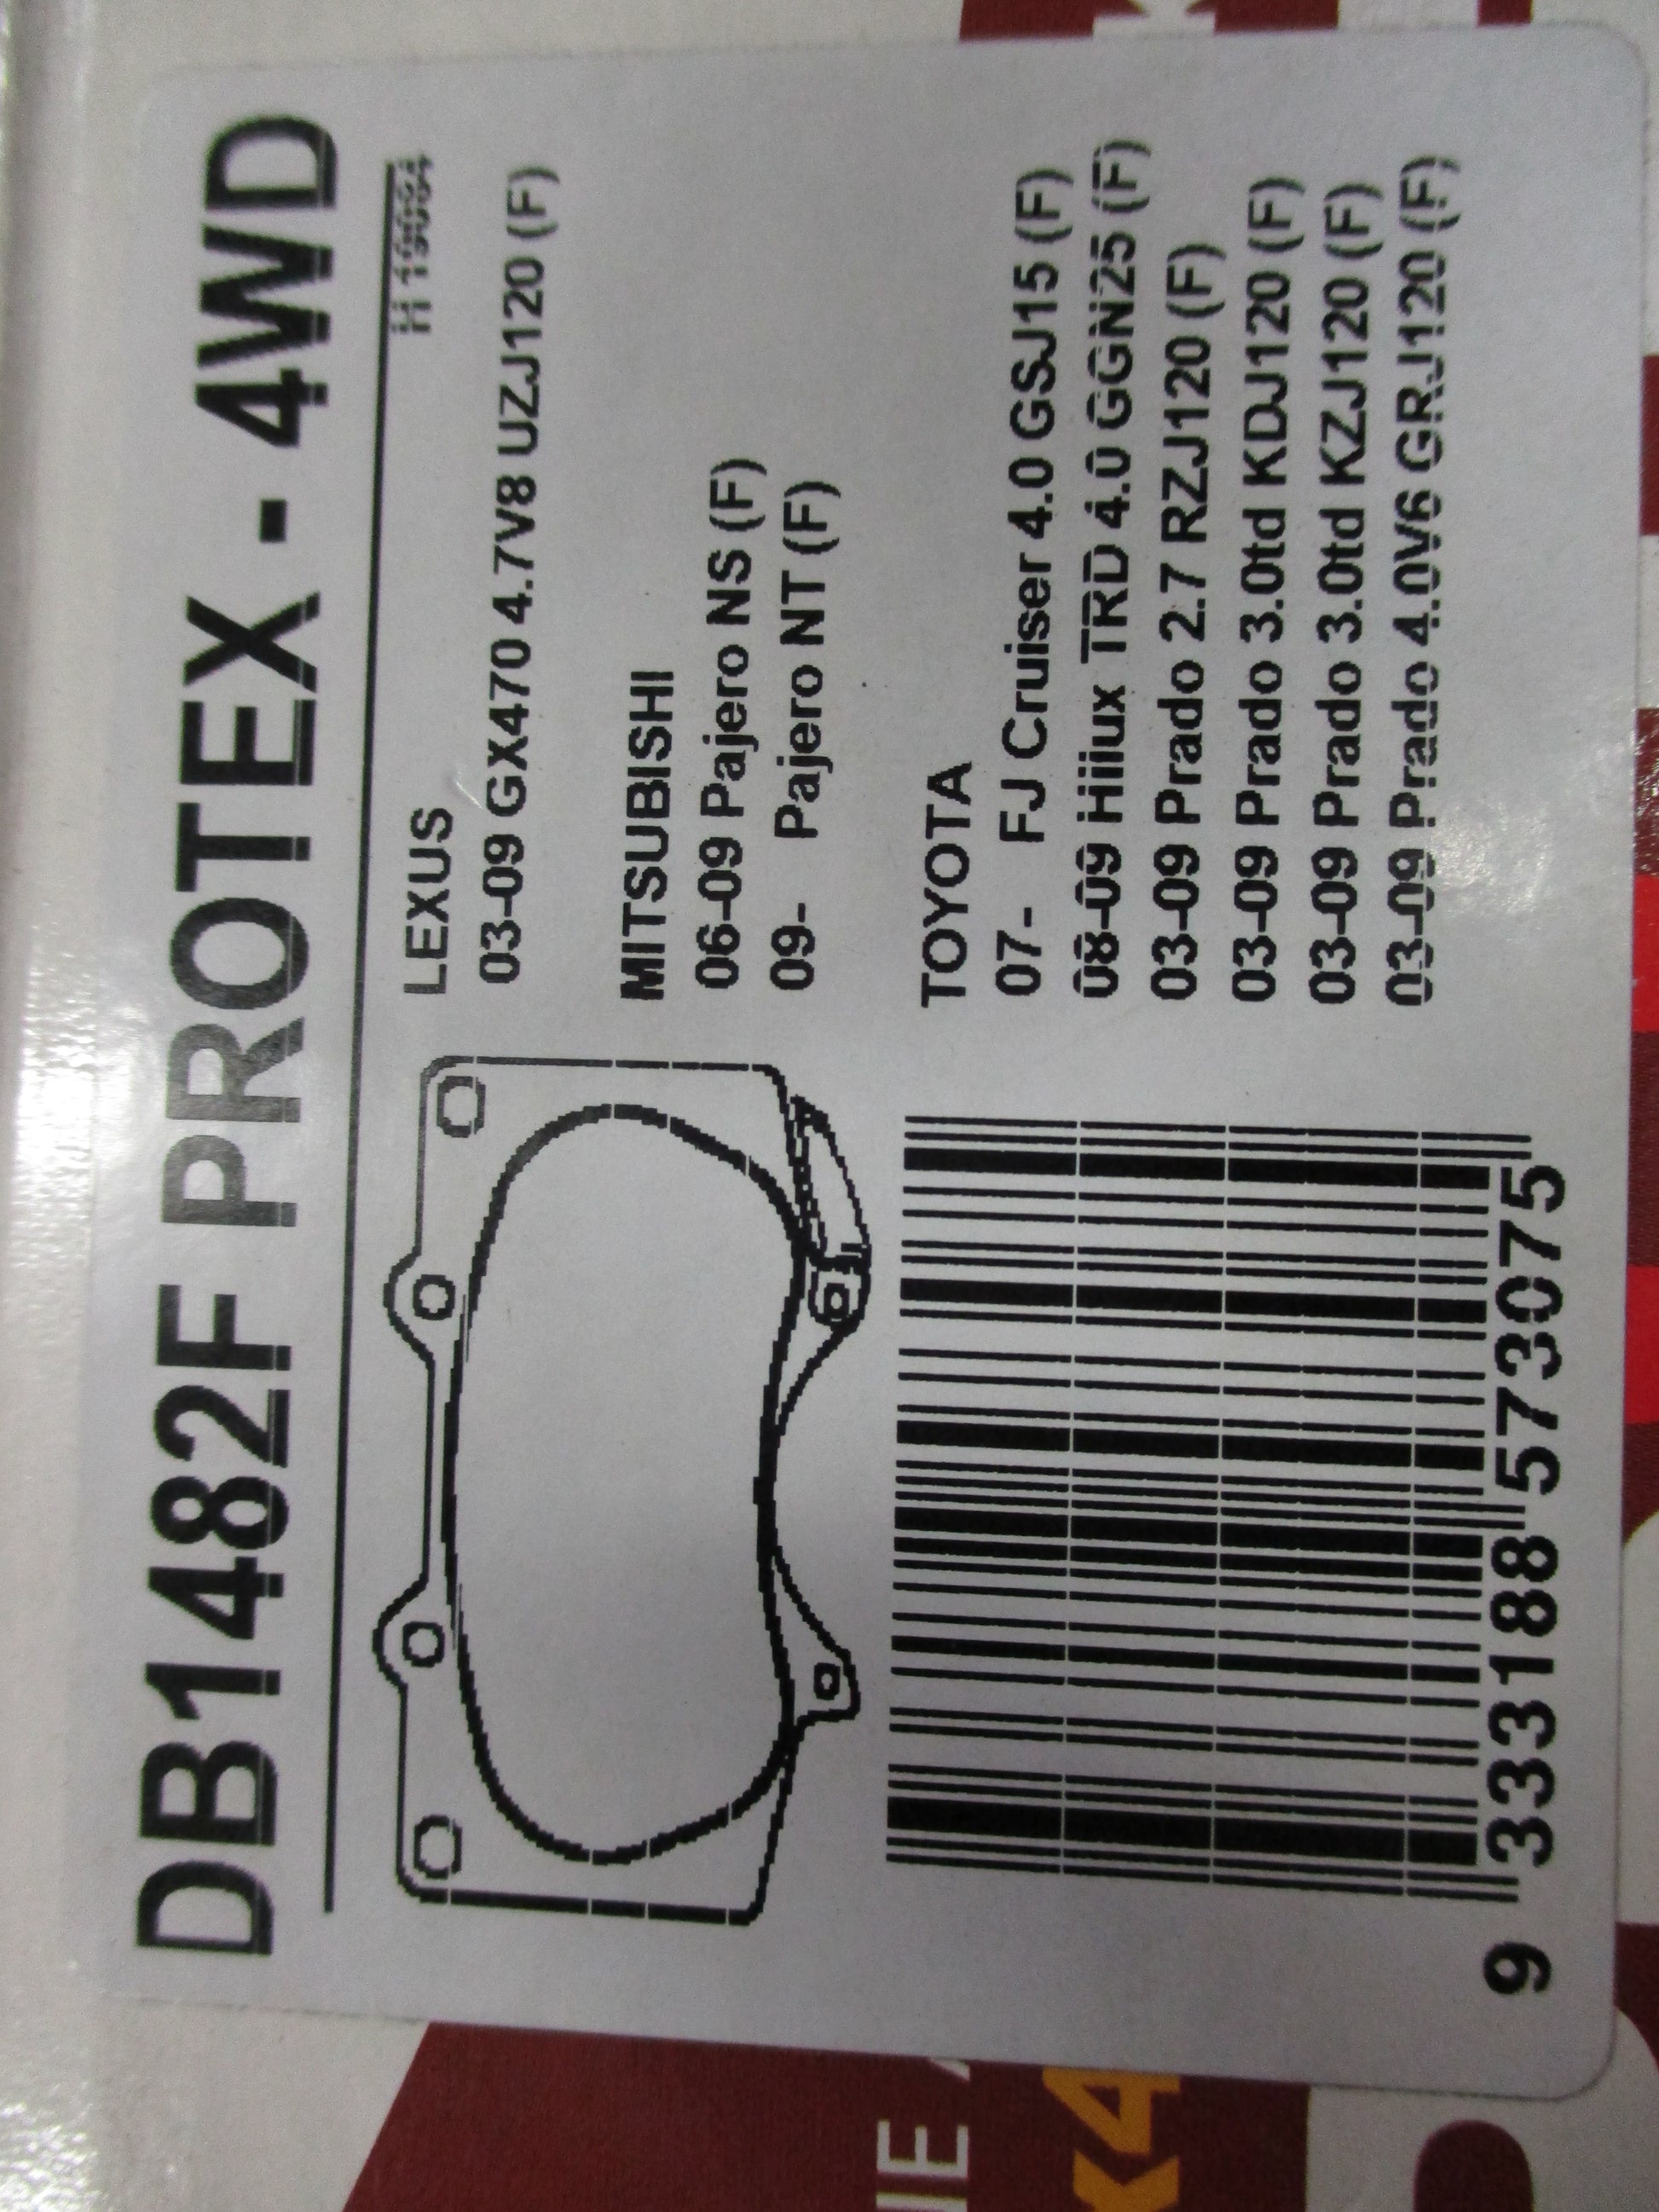 DB1482F PROTEX - 4WD
LEXUS
03-09 GX470 4.7V8 UZJ120 (F)
MITSUBISHI
06-09 Pajero NS (F)
09- Pajero NT (F)
TOYOTA
07- FJ Cruiser 4.0 GSJ15 (F)
08-09 Hilux TRD 4.0 GGN25 (F)
03-09 Prado 2.7 RZJ120 (F)
03-09 Prado 3.0td KDJ120 (F)
03-09 Prado 3.0td KZJ120 (F)
03-09 Prado 4.0V6 GRJ120 (F)
9 333188 573075